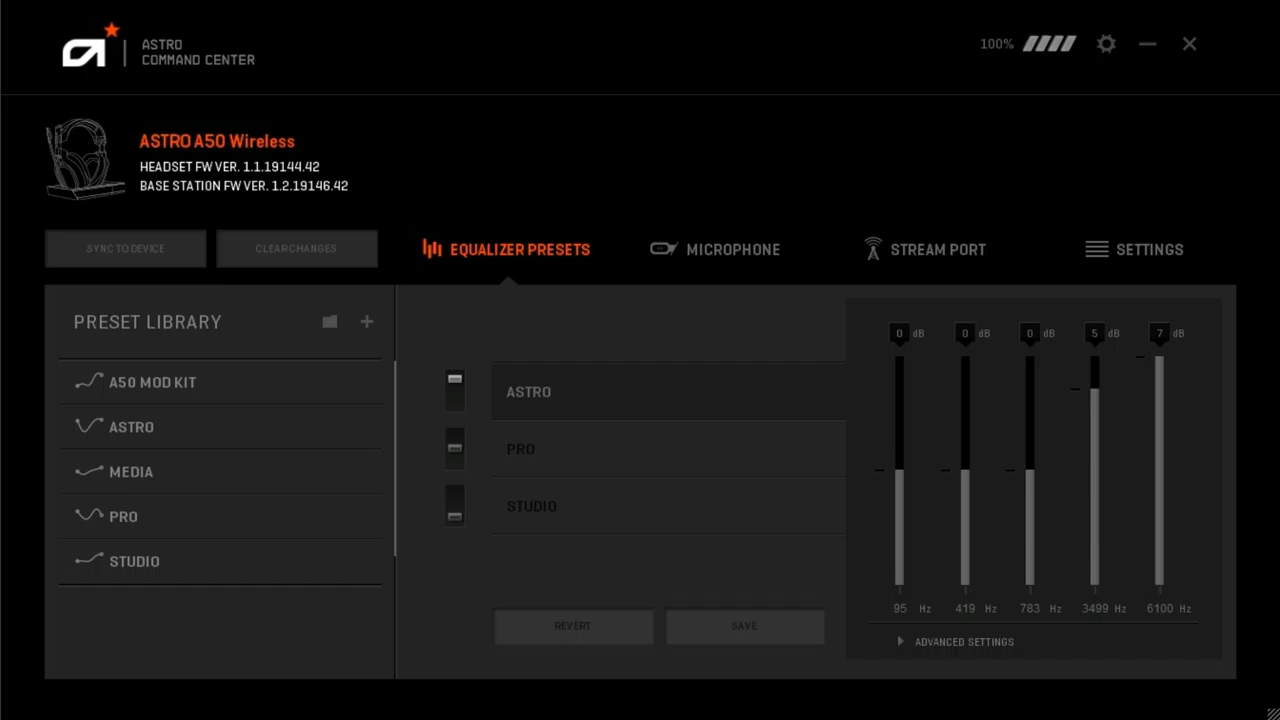 ASTRO
COMMAND CENTER
100%
ASTRO A50 Wireless
HEADSET FW VER. 1.1.19144.42
BASE STATION FW VER. 1.2.19146.42
SYNC TO DEVICE
CLEAR CHANGES
EQUALIZER PRESETS
MICROPHONE
STREAM PORT
SETTINGS
PRESET LIBRARY
A50 MOD KIT
ASTRO
MEDIA
PRO
STUDIO
ASTRO
PRO
STUDIO
REVERT
SAVE
0 dB 0 dB 0 dB 5 dB 7 dB
95 Hz 419 Hz 783 Hz 3499 Hz 6100 Hz
ADVANCED SETTINGS